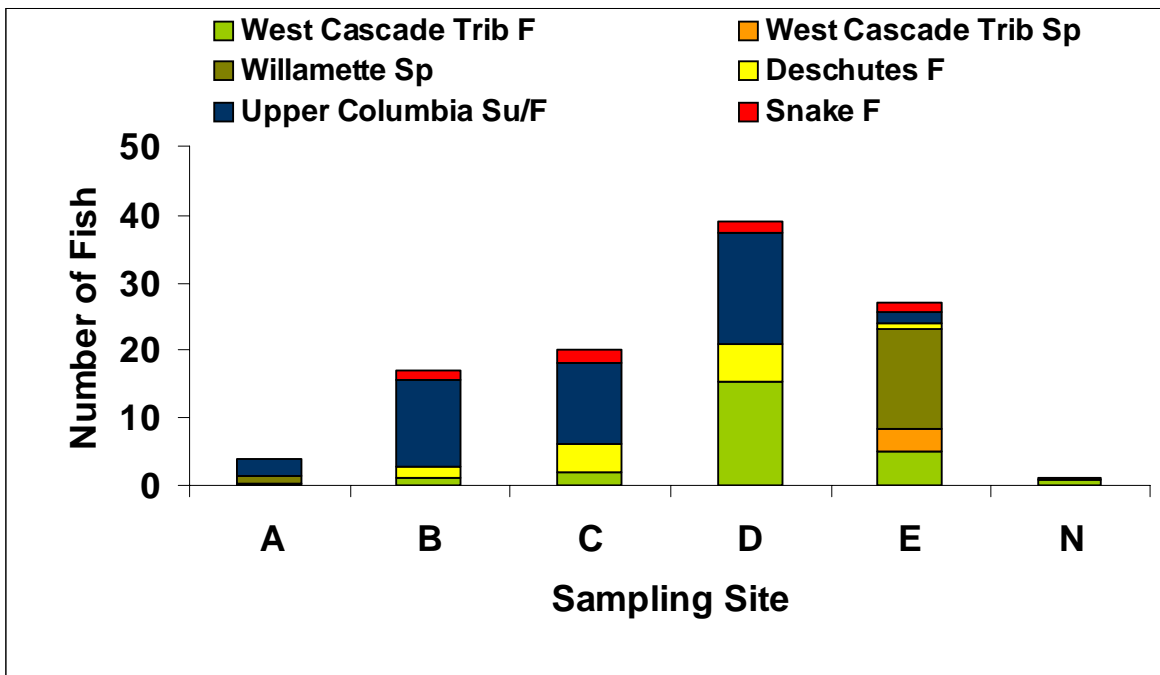 West Cascade Trib F West Cascade Trib Sp
Willamette Sp Deschutes F
Upper Columbia Su/F Snake F
50
40
30
20
10
0
Number of Fish
A B C D E N
Sampling Site